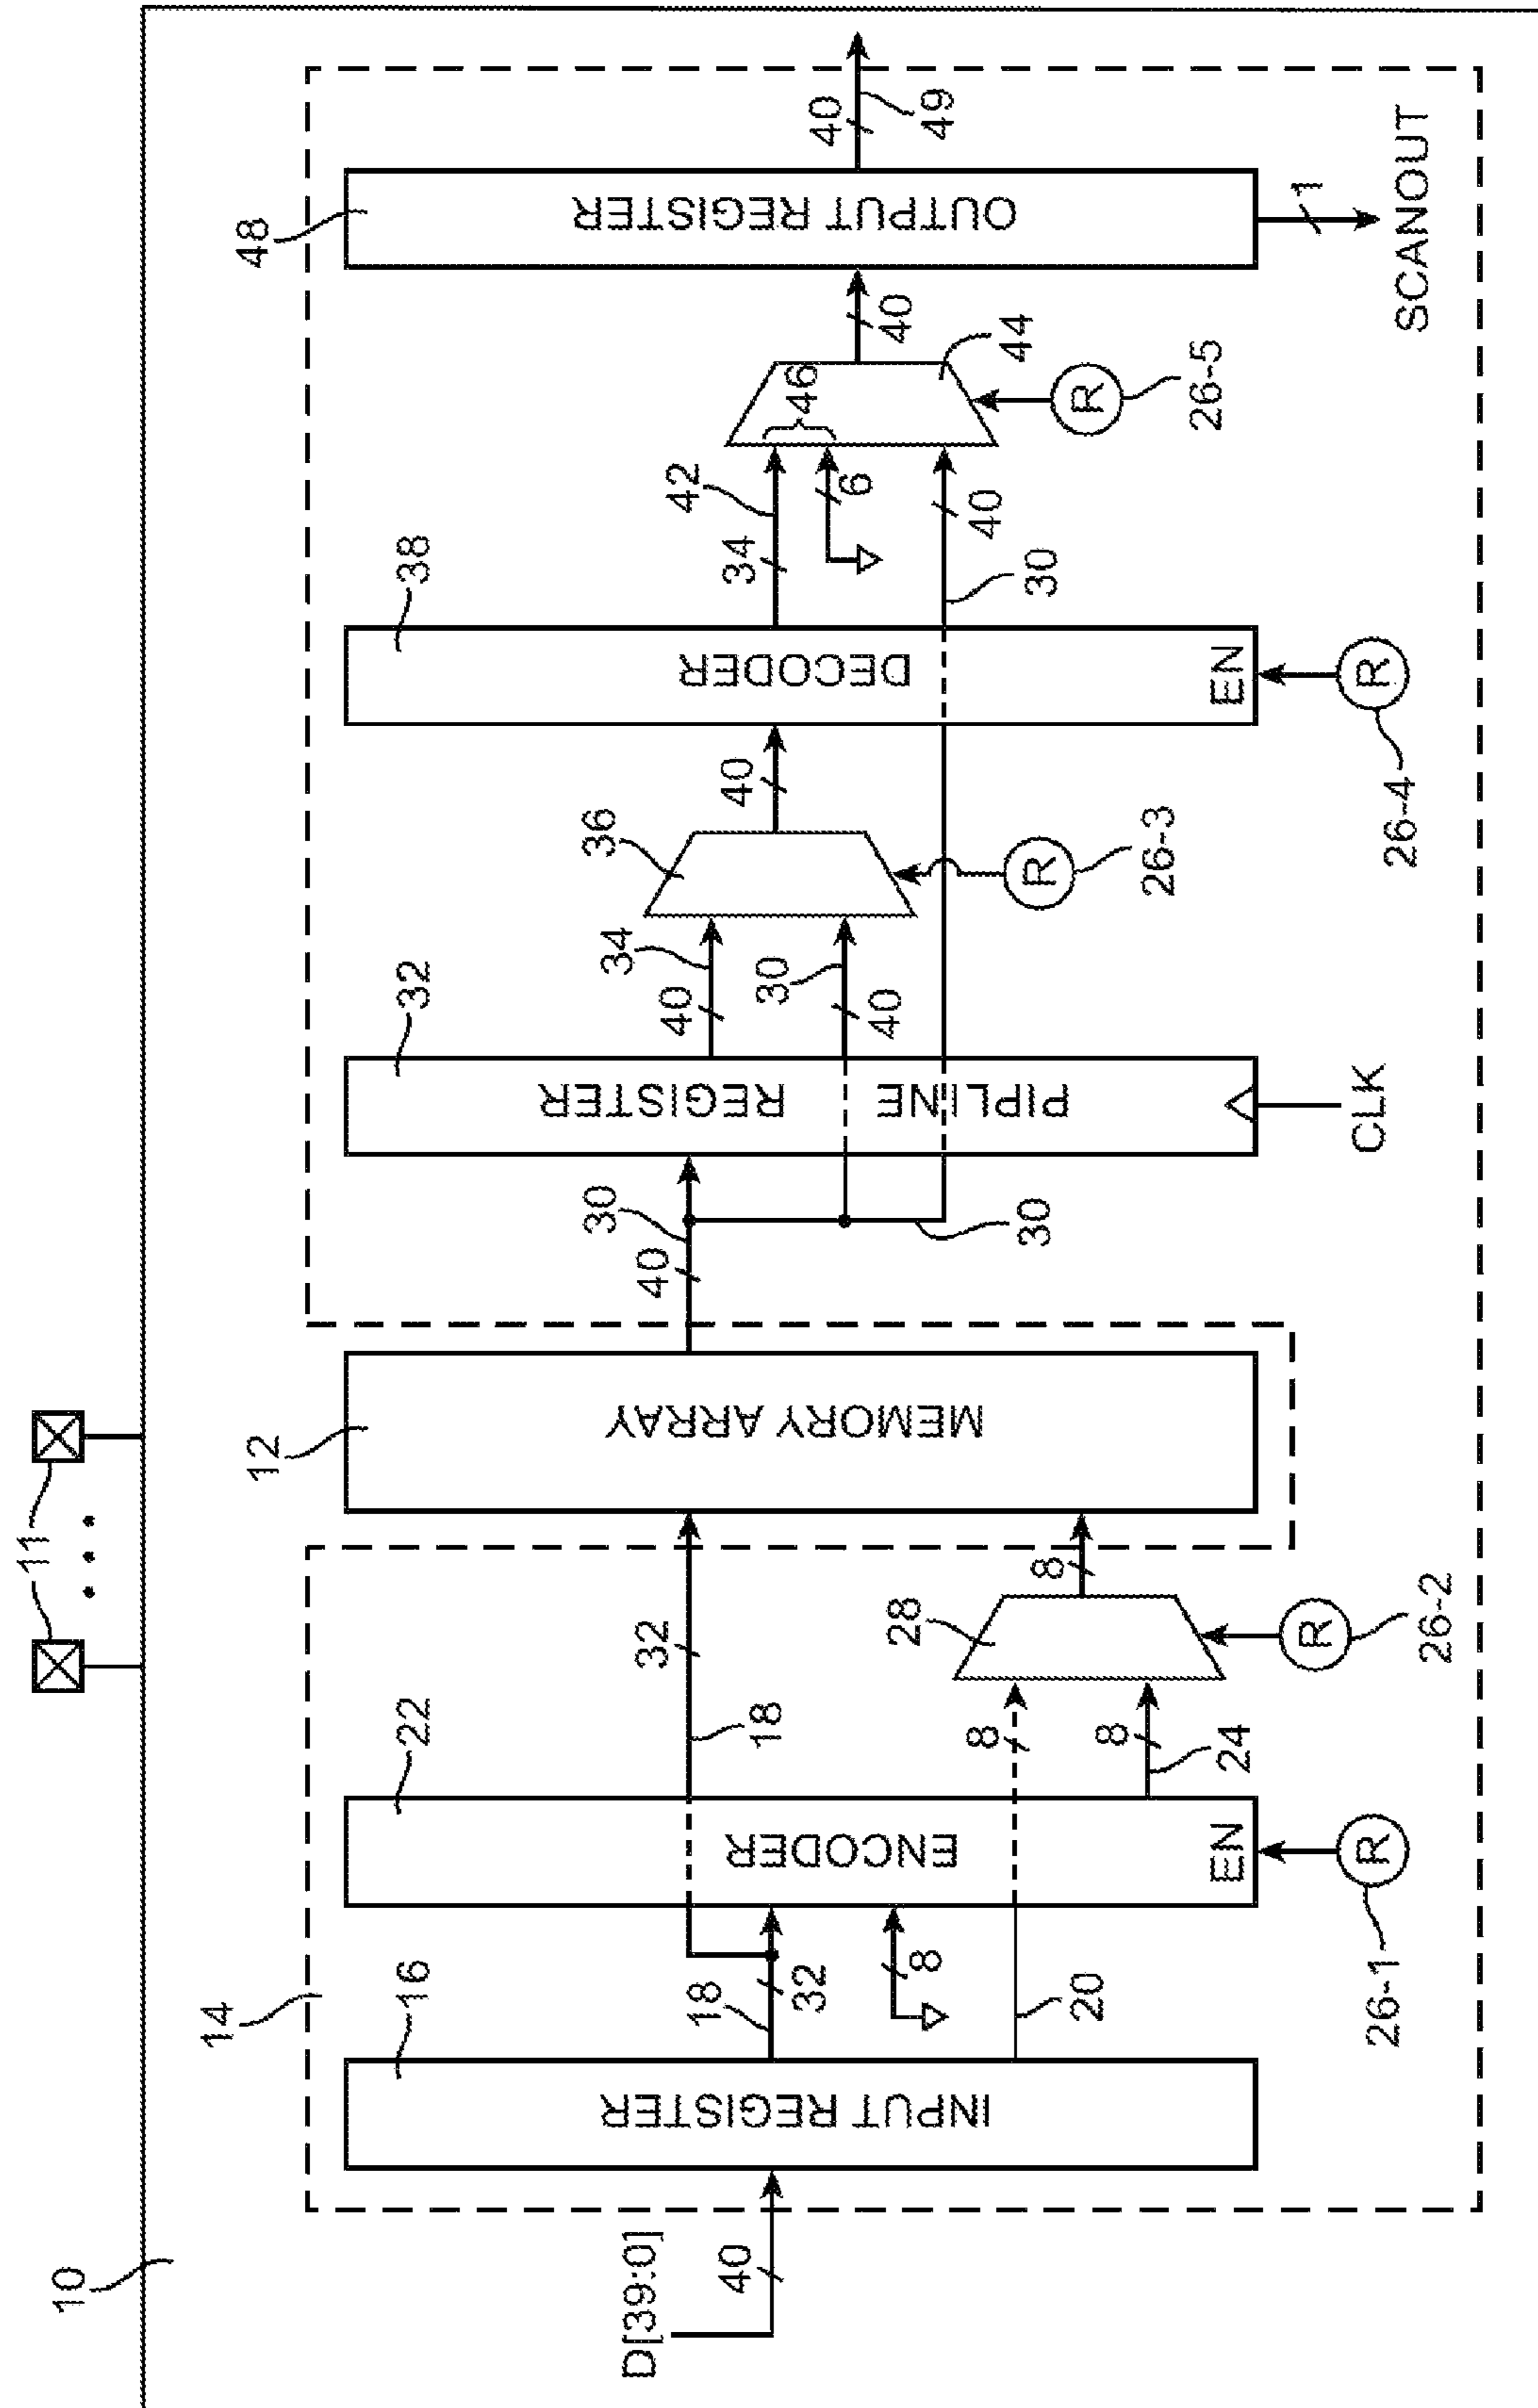 10
11
14
D[39:0]
40
16
INPUT REGISTER
18
32
8
20
22
ENCODER
EN
R
26-1
18
32
8
8
24
28
8
R
26-2
12
MEMORY ARRAY
30
40
30
32
PIPLINE
REGISTER
CLK
34
40
30
40
36
40
R
26-3
38
DECODER
EN
R
26-4
42
34
6
46
40
30
44
40
R
26-5
48
OUTPUT REGISTER
40
49
1
SCANOUT